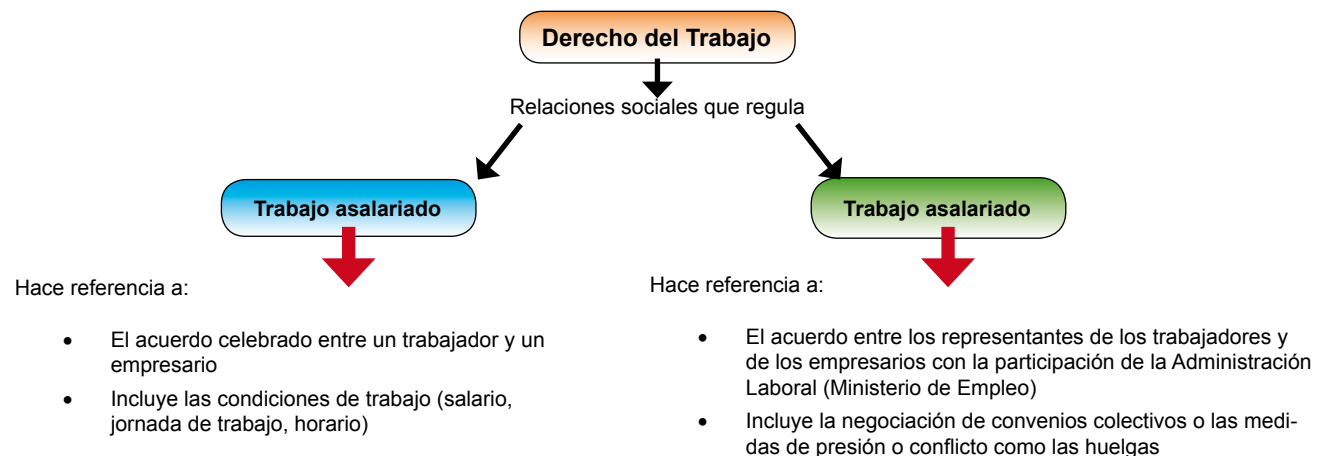 Derecho del Trabajo
Relaciones sociales que regula
Trabajo asalariado
Hace referencia a:
• El acuerdo celebrado entre un trabajador y un
empresario
• Incluye las condiciones de trabajo (salario,
jornada de trabajo, horario)
Trabajo asalariado
Hace referencia a:
• El acuerdo entre los representantes de los trabajadores y
de los empresarios con la participación de la Administración
Laboral (Ministerio de Empleo)
• Incluye la negociación de convenios colectivos o las medi-
das de presión o conflicto como las huelgas